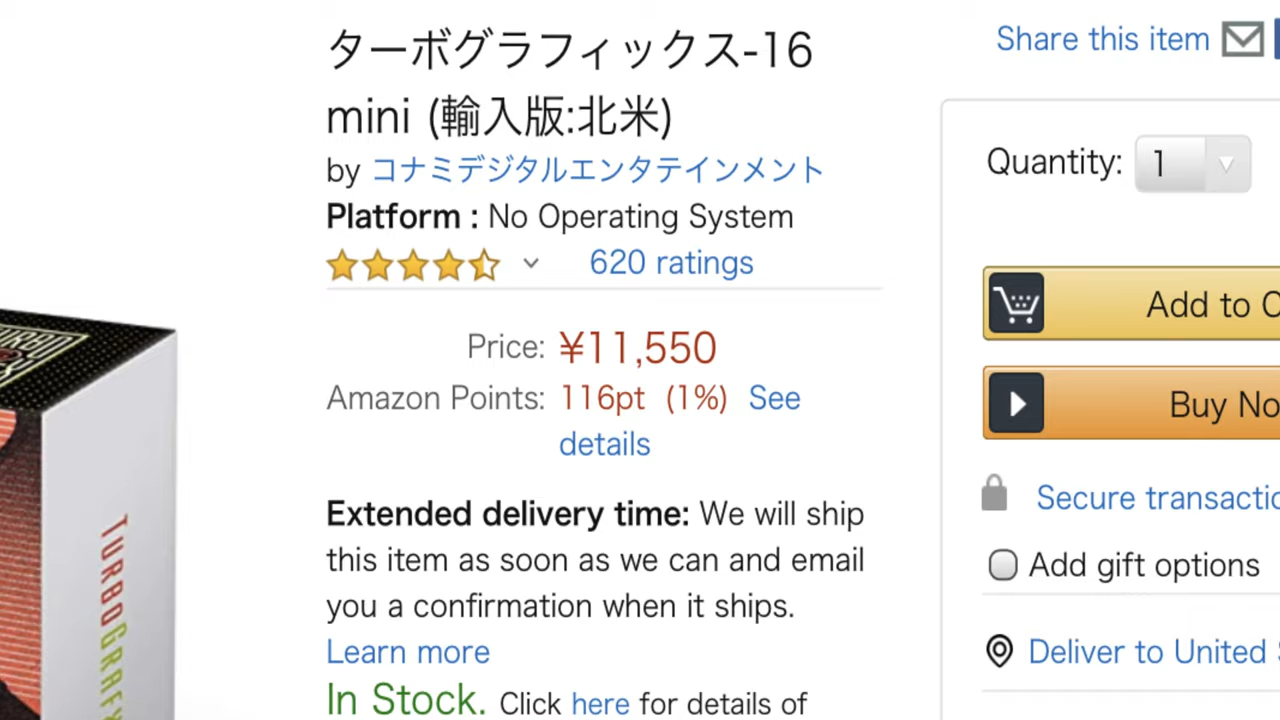 ターボグラフィックス-16
mini (輸入版:北米)
by コナミデジタルエンタテインメント
Platform : No Operating System
620 ratings
Price: ¥11,550
Amazon Points: 116pt (1%) See
details
Extended delivery time: We will ship
this item as soon as we can and email
you a confirmation when it ships.
Learn more
In Stock. Click here for details of
Share this item
Quantity: 1
Add to C
Buy No
Secure transactio
Add gift options
Deliver to United S
TURBOGRAFX